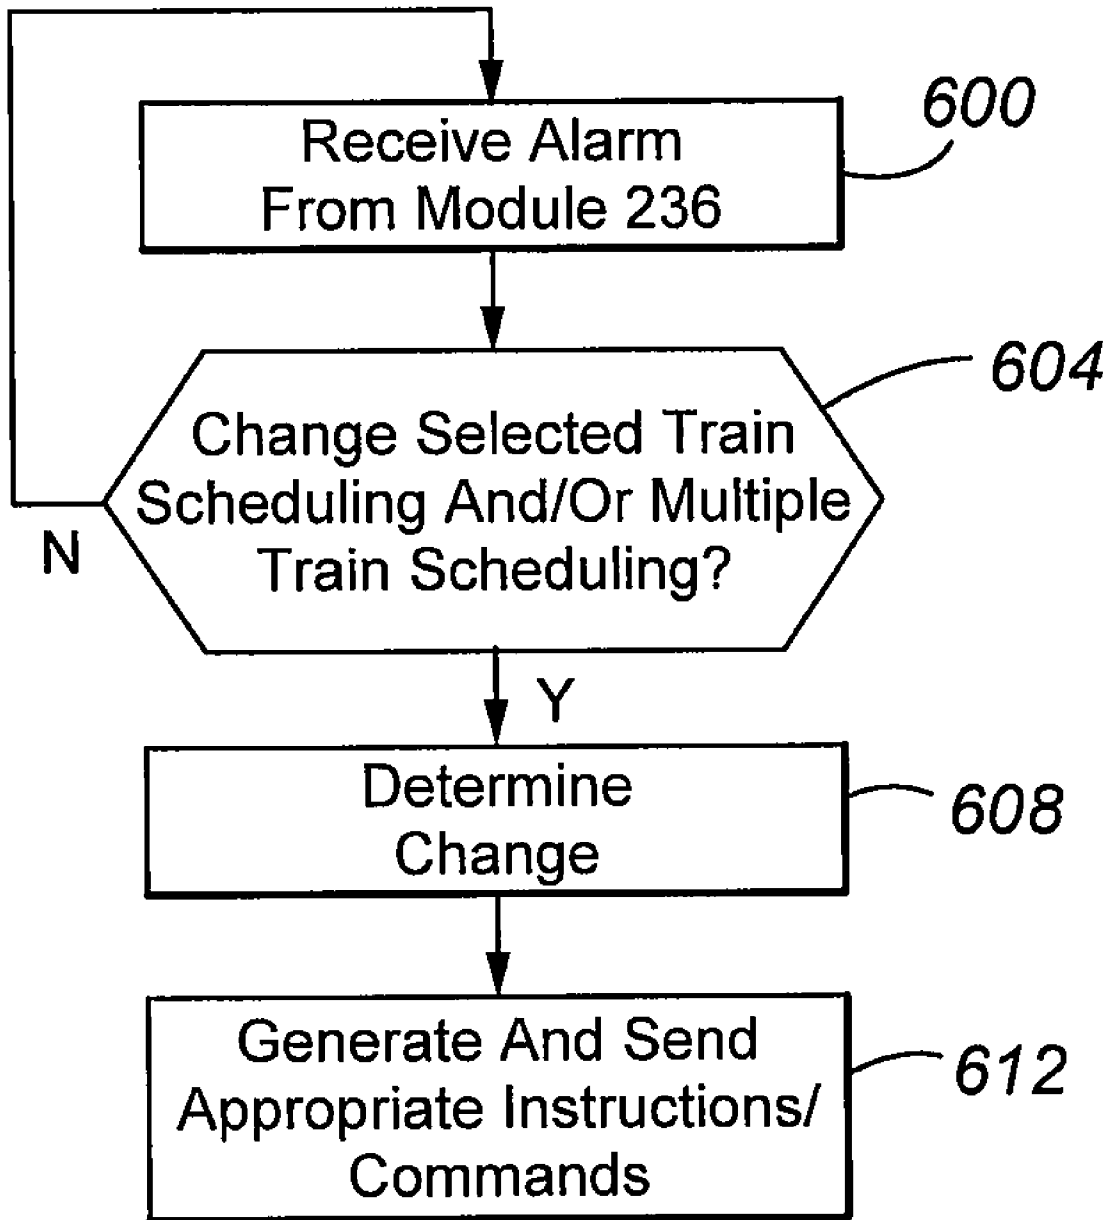 Receive Alarm
From Module 236
600
Change Selected Train
Scheduling And/Or Multiple
Train Scheduling?
604
N
Y
Determine
Change
608
Generate And Send
Appropriate Instructions/
Commands
612